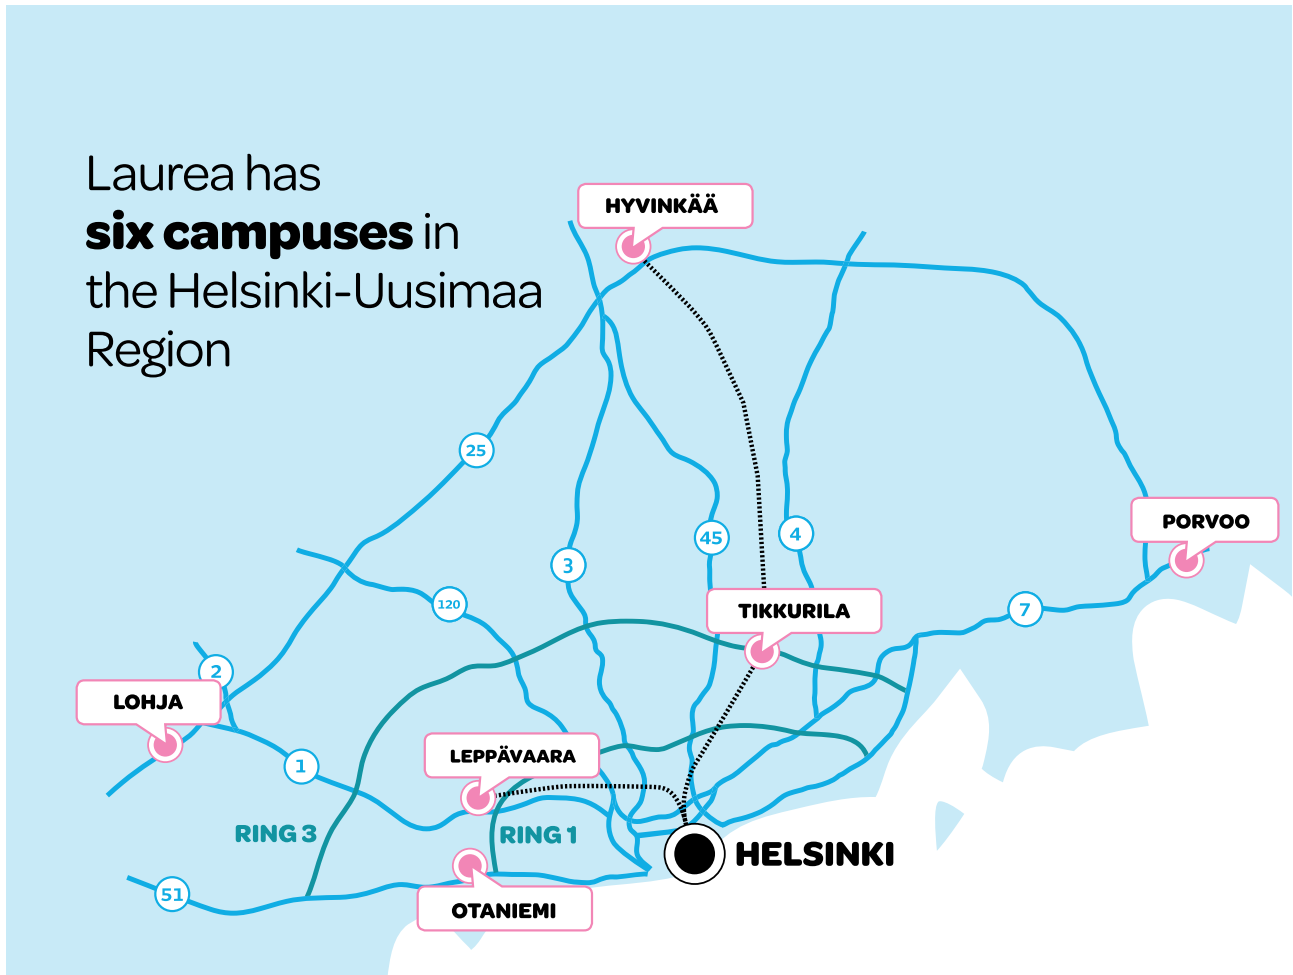 Laurea has
six campuses in
the Helsinki-Uusimaa
Region
HYVINKÄÄ
25
PORVOO
45
4
3
120
TIKKURILA
7
2
LOHJA
LEPPÄVAARA
1
RING 3
RING 1
HELSINKI
51
OTANIEMI